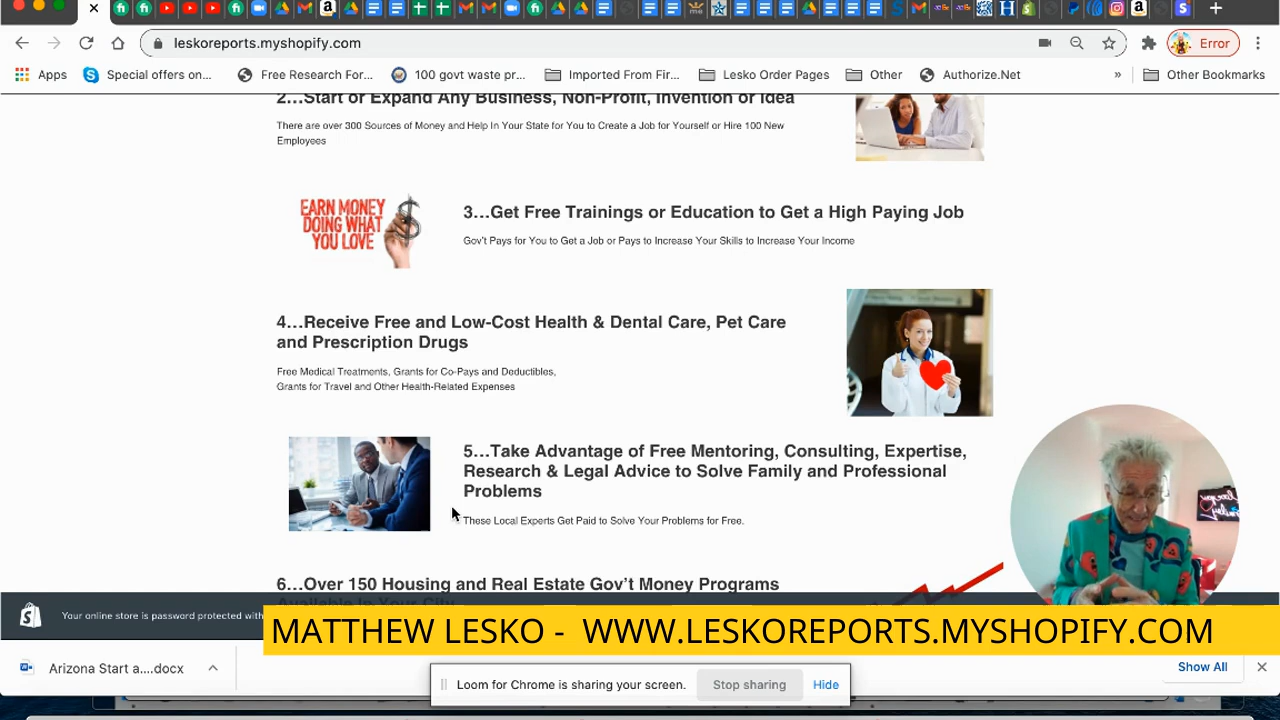 leskoreports.myshopify.com
Error
Apps
Special offers on...
Free Research For...
100 govt waste pr...
Imported From Fir...
Lesko Order Pages
Other
Authorize.Net
»
Other Bookmarks
2...Start or Expand Any Business, Non-Profit, Invention or Idea
There are over 300 Sources of Money and Help In Your State for You to Create a Job for Yourself or Hire 100 New
Employees
EARN MONEY
DOING WHAT
YOU LOVE
3...Get Free Trainings or Education to Get a High Paying Job
Gov't Pays for You to Get a Job or Pays to Increase Your Skills to Increase Your Income
4...Receive Free and Low-Cost Health & Dental Care, Pet Care
and Prescription Drugs
Free Medical Treatments, Grants for Co-Pays and Deductibles,
Grants for Travel and Other Health-Related Expenses
5...Take Advantage of Free Mentoring, Consulting, Expertise,
Research & Legal Advice to Solve Family and Professional
Problems
These Local Experts Get Paid to Solve Your Problems for Free.
6...Over 150 Housing and Real Estate Gov't Money Programs
Available In Your City
Your online store is password protected with
MATTHEW LESKO - WWW.LESKOREPORTS.MYSHOPIFY.COM
Arizona Start a....docx
Show All
Loom for Chrome is sharing your screen.
Stop sharing
Hide